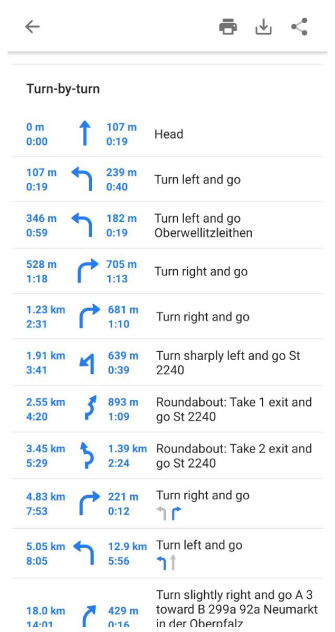 Turn-by-turn
0 m 107 m
0:00 0:19
Head
107 m 239 m
0:19 0:40
Turn left and go
346 m 182 m
0:59 0:19
Turn left and go
Oberwellitzleithen
528 m 705 m
1:18 1:13
Turn right and go
1.23 km 681 m
2:31 1:10
Turn right and go
1.91 km 639 m
3:41 0:39
Turn sharply left and go St
2240
2.55 km 893 m
4:20 1:09
Roundabout: Take 1 exit and
go St 2240
3.45 km 1.39 km
5:29 2:24
Roundabout: Take 2 exit and
go St 2240
4.83 km 221 m
7:53 0:12
Turn right and go
5.05 km 12.9 km
8:05 5:56
Turn left and go
18.0 km 429 m
14:01 0:16
Turn slightly right and go A 3
toward B 299a 92a Neumarkt
in der Oberpfalz